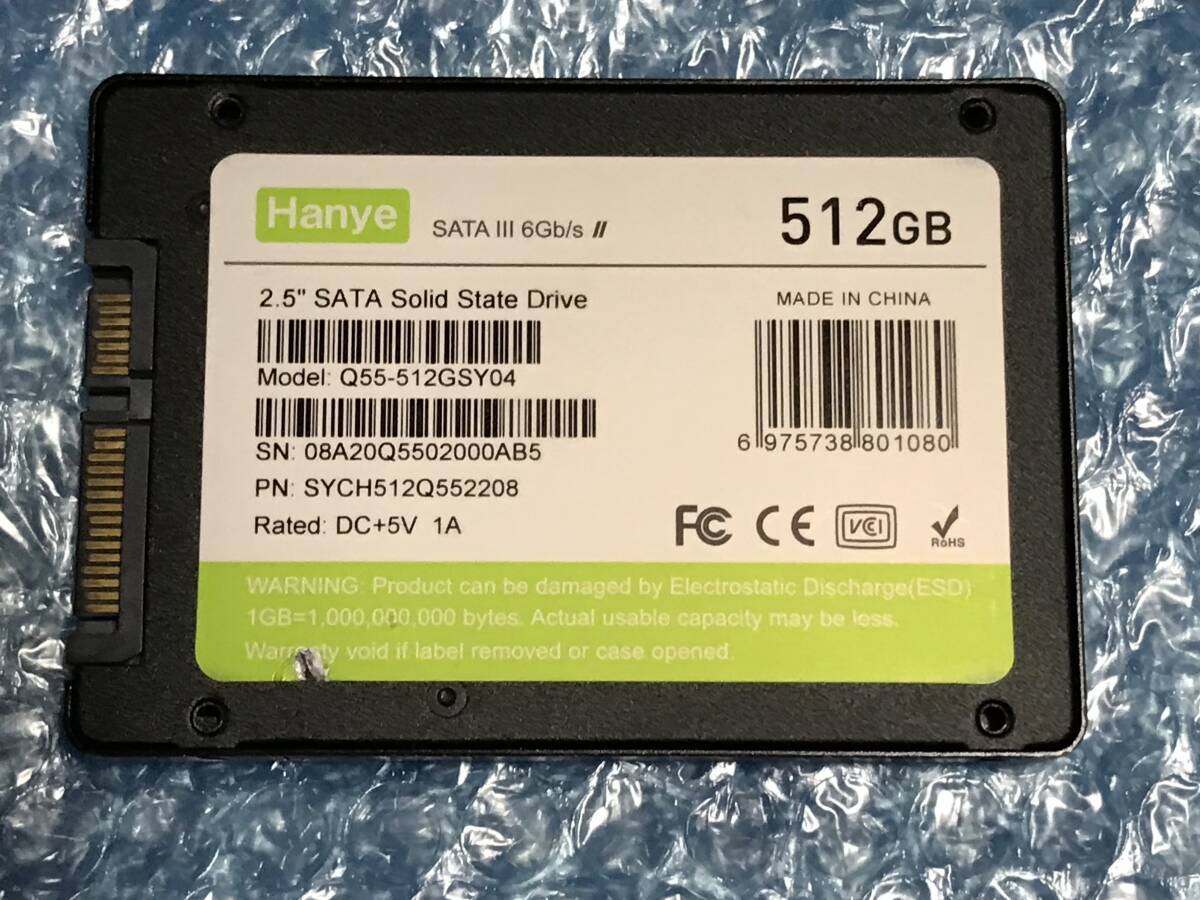 Hanye SATA III 6Gb/s // 512GB
2.5" SATA Solid State Drive
MADE IN CHINA
Model: Q55-512GSY04
6 975738 801080
SN: 08A20Q5502000AB5
PN: SYCH512Q552208
Rated: DC+5V 1A
FC CE VCI RoHS
WARNING: Product can be damaged by Electrostatic Discharge(ESD)
1GB=1,000,000,000 bytes. Actual usable capacity may be less.
Warranty void if label removed or case opened.